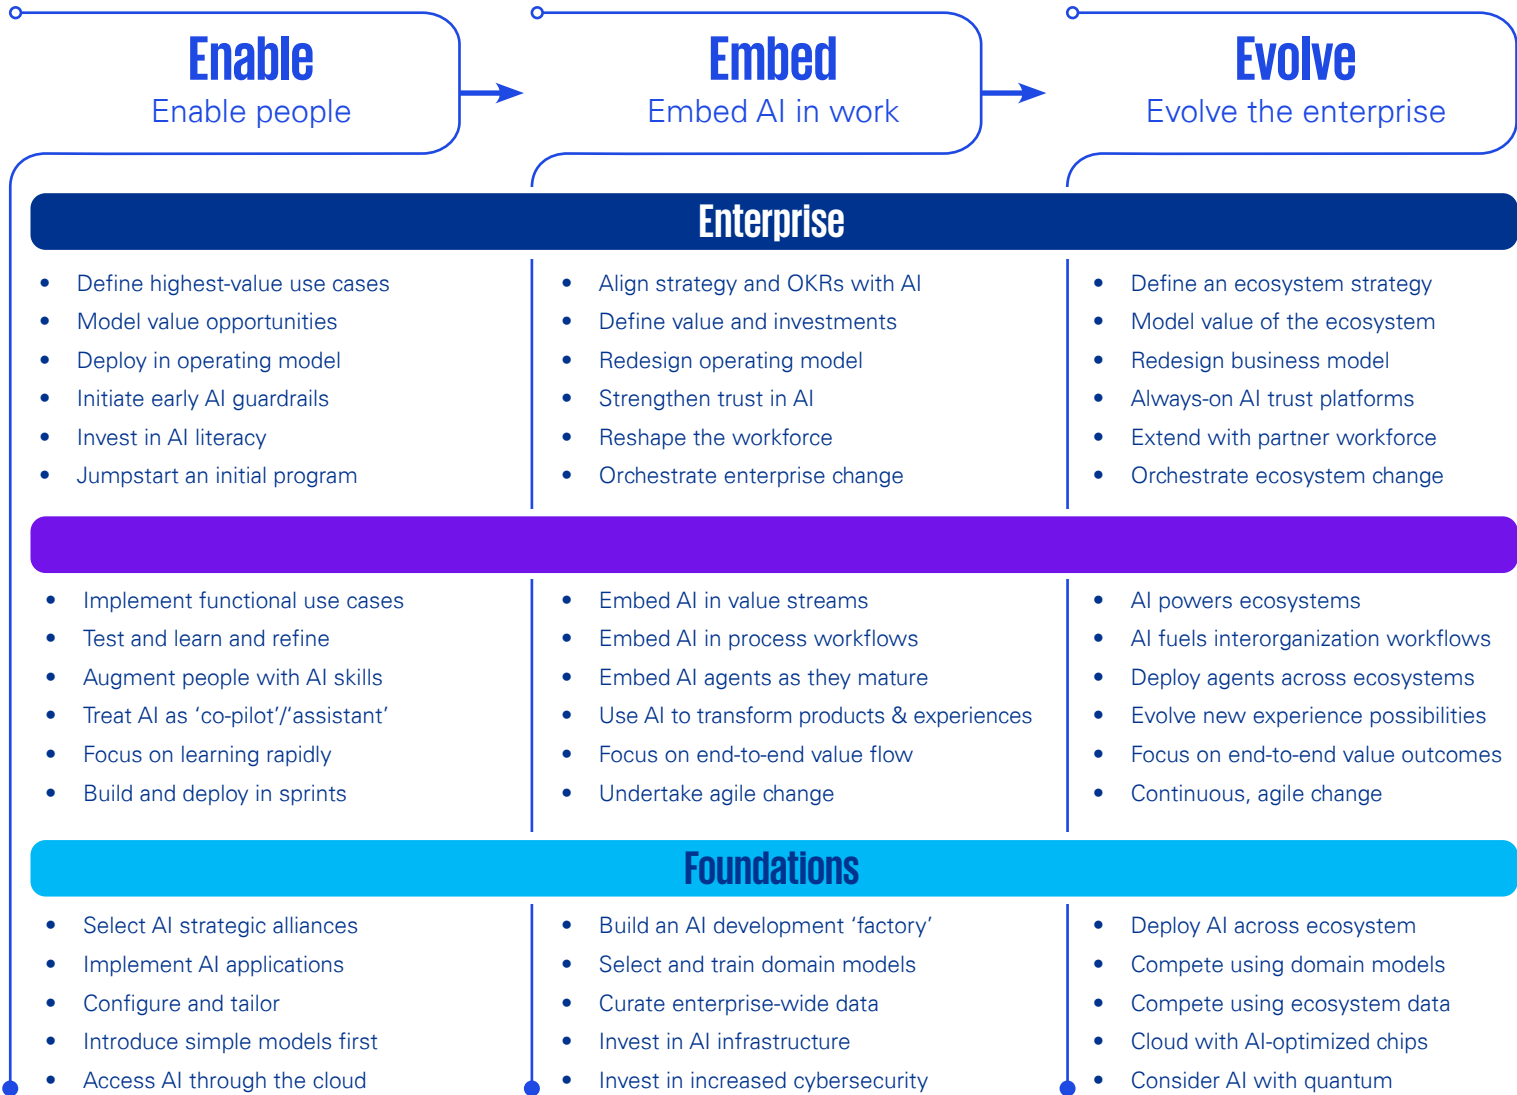 Enable
Enable people
Embed
Embed AI in work
Evolve
Evolve the enterprise
Enterprise
• Define highest-value use cases
• Model value opportunities
• Deploy in operating model
• Initiate early AI guardrails
• Invest in AI literacy
• Jumpstart an initial program
• Align strategy and OKRs with AI
• Define value and investments
• Redesign operating model
• Strengthen trust in AI
• Reshape the workforce
• Orchestrate enterprise change
• Define an ecosystem strategy
• Model value of the ecosystem
• Redesign business model
• Always-on AI trust platforms
• Extend with partner workforce
• Orchestrate ecosystem change
• Implement functional use cases
• Test and learn and refine
• Augment people with AI skills
• Treat AI as ‘co-pilot’/‘assistant’
• Focus on learning rapidly
• Build and deploy in sprints
• Embed AI in value streams
• Embed AI in process workflows
• Embed AI agents as they mature
• Use AI to transform products & experiences
• Focus on end-to-end value flow
• Undertake agile change
• AI powers ecosystems
• AI fuels interorganization workflows
• Deploy agents across ecosystems
• Evolve new experience possibilities
• Focus on end-to-end value outcomes
• Continuous, agile change
Foundations
• Select AI strategic alliances
• Implement AI applications
• Configure and tailor
• Introduce simple models first
• Access AI through the cloud
• Build an AI development ‘factory’
• Select and train domain models
• Curate enterprise-wide data
• Invest in AI infrastructure
• Invest in increased cybersecurity
• Deploy AI across ecosystem
• Compete using domain models
• Compete using ecosystem data
• Cloud with AI-optimized chips
• Consider AI with quantum